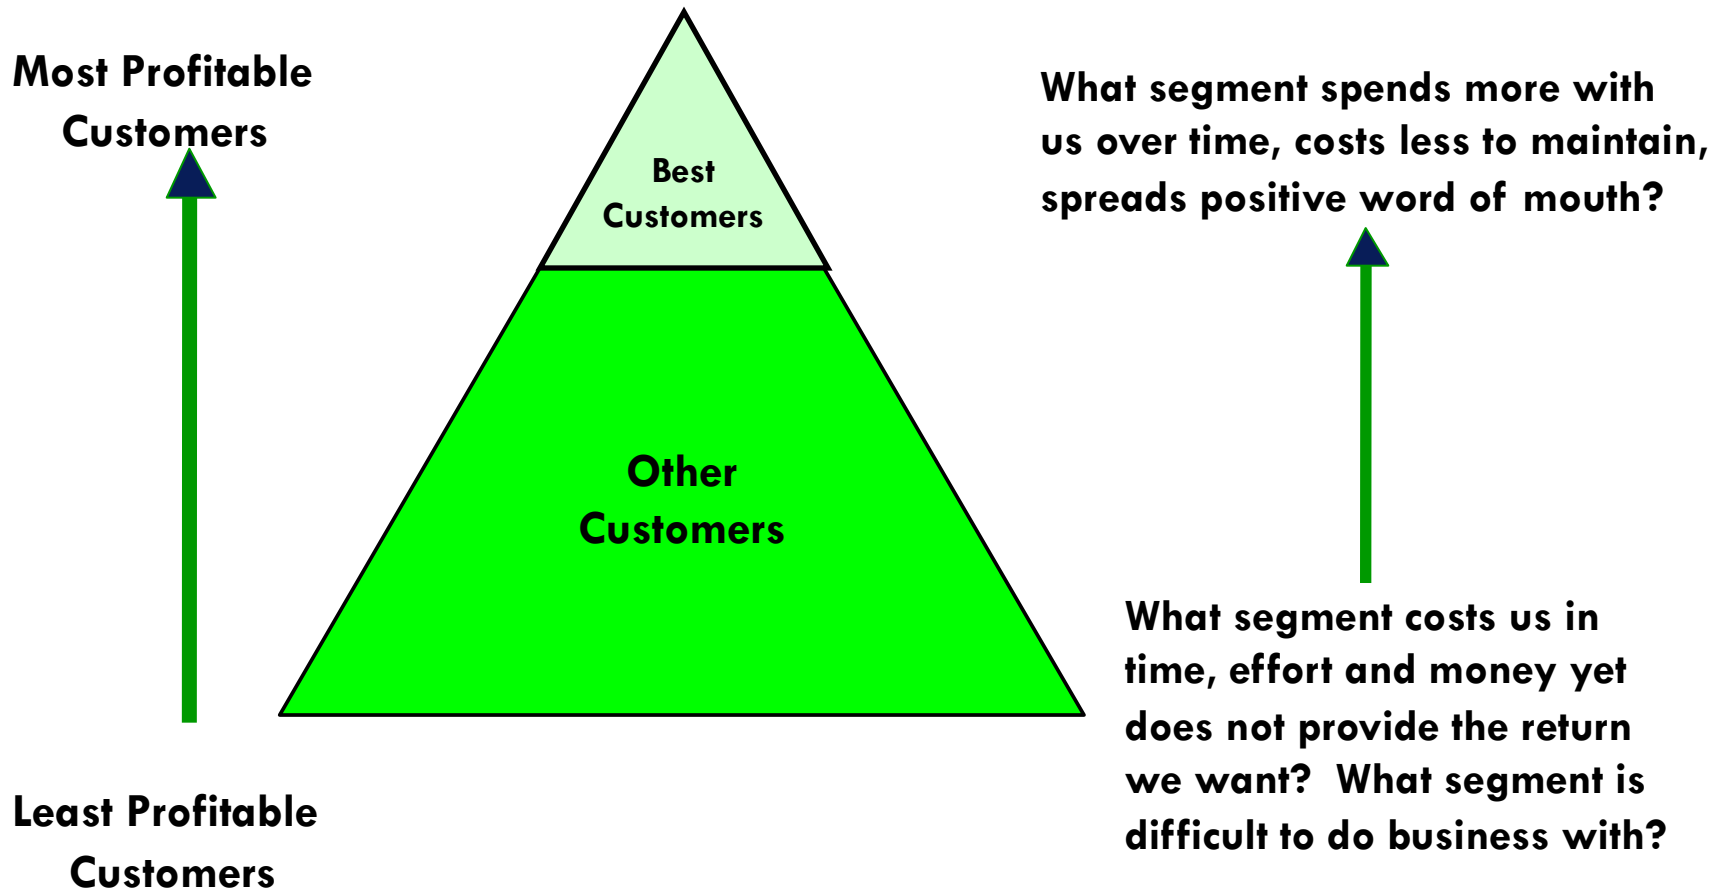 Most Profitable
Customers
What segment spends more with
us over time, costs less to maintain,
spreads positive word of mouth?
Best
Customers
Other
Customers
What segment costs us in
time, effort and money yet
does not provide the return
we want?  What segment is
difficult to do business with?
Least Profitable
Customers